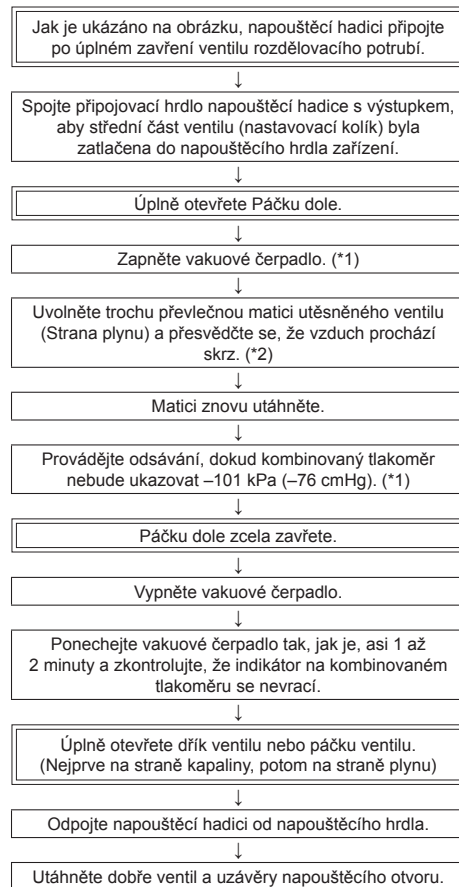 Jak je ukázáno na obrázku, napouštěcí hadici připojte
po úplném zavření ventilu rozdělovacího potrubí.
↓
Spojte připojovací hrdlo napouštěcí hadice s výstupkem,
aby střední část ventilu (nastavovací kolík) byla
zatlačena do napouštěcího hrdla zařízení.
↓
Úplně otevřete Páčku dole.
↓
Zapněte vakuové čerpadlo. (*1)
↓
Uvolněte trochu převlečnou matici utěsněného ventilu
(Strana plynu) a přesvědčte se, že vzduch prochází
skrz. (*2)
↓
Matici znovu utáhněte.
↓
Provádějte odsávání, dokud kombinovaný tlakoměr
nebude ukazovat –101 kPa (–76 cmHg). (*1)
↓
Páčku dole zcela zavřete.
↓
Vypněte vakuové čerpadlo.
↓
Ponechejte vakuové čerpadlo tak, jak je, asi 1 až
2 minuty a zkontrolujte, že indikátor na kombinovaném
tlakoměru se nevrací.
↓
Úplně otevřete dřík ventilu nebo páčku ventilu.
(Nejprve na straně kapaliny, potom na straně plynu)
↓
Odpojte napouštěcí hadici od napouštěcího hrdla.
↓
Utáhněte dobře ventil a uzávěry napouštěcího otvoru.